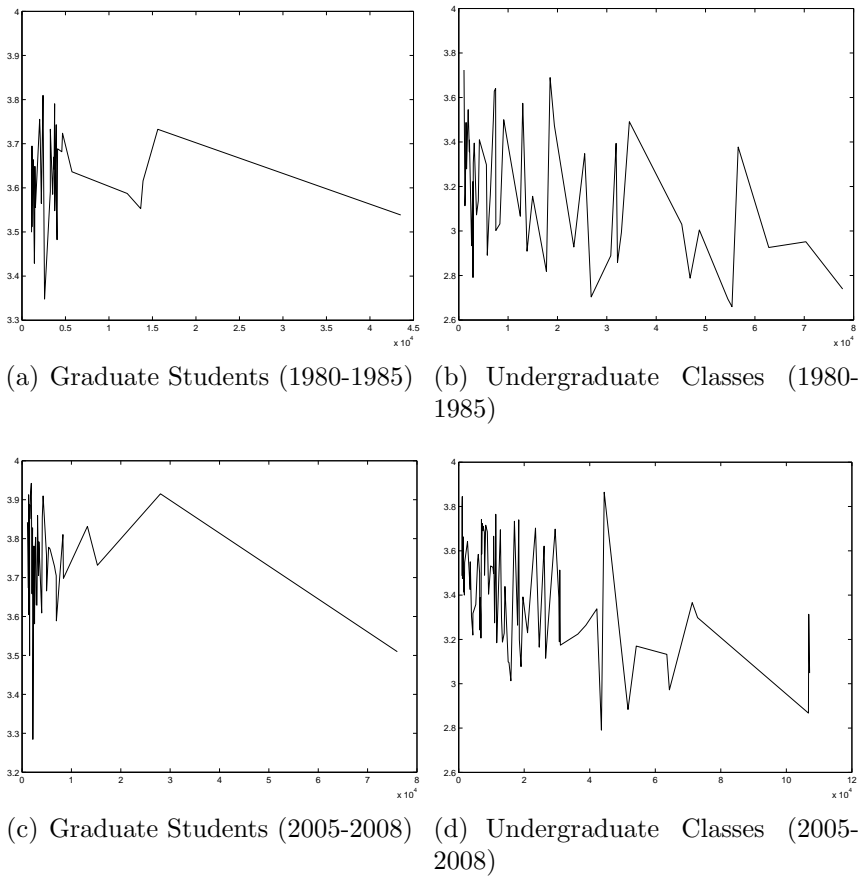 4
3.9
3.8
3.7
3.6
3.5
3.4
3.3
0 0.5 1 1.5 2 2.5 3 3.5 4 4.5
x 10^4
(a) Graduate Students (1980-1985)
4
3.8
3.6
3.4
3.2
3
2.8
2.6
0 1 2 3 4 5 6 7 8
x 10^4
(b) Undergraduate Classes (1980-
1985)
4
3.9
3.8
3.7
3.6
3.5
3.4
3.3
3.2
0 1 2 3 4 5 6 7 8
x 10^4
(c) Graduate Students (2005-2008)
4
3.8
3.6
3.4
3.2
3
2.8
2.6
0 2 4 6 8 10 12
x 10^4
(d) Undergraduate Classes (2005-
2008)